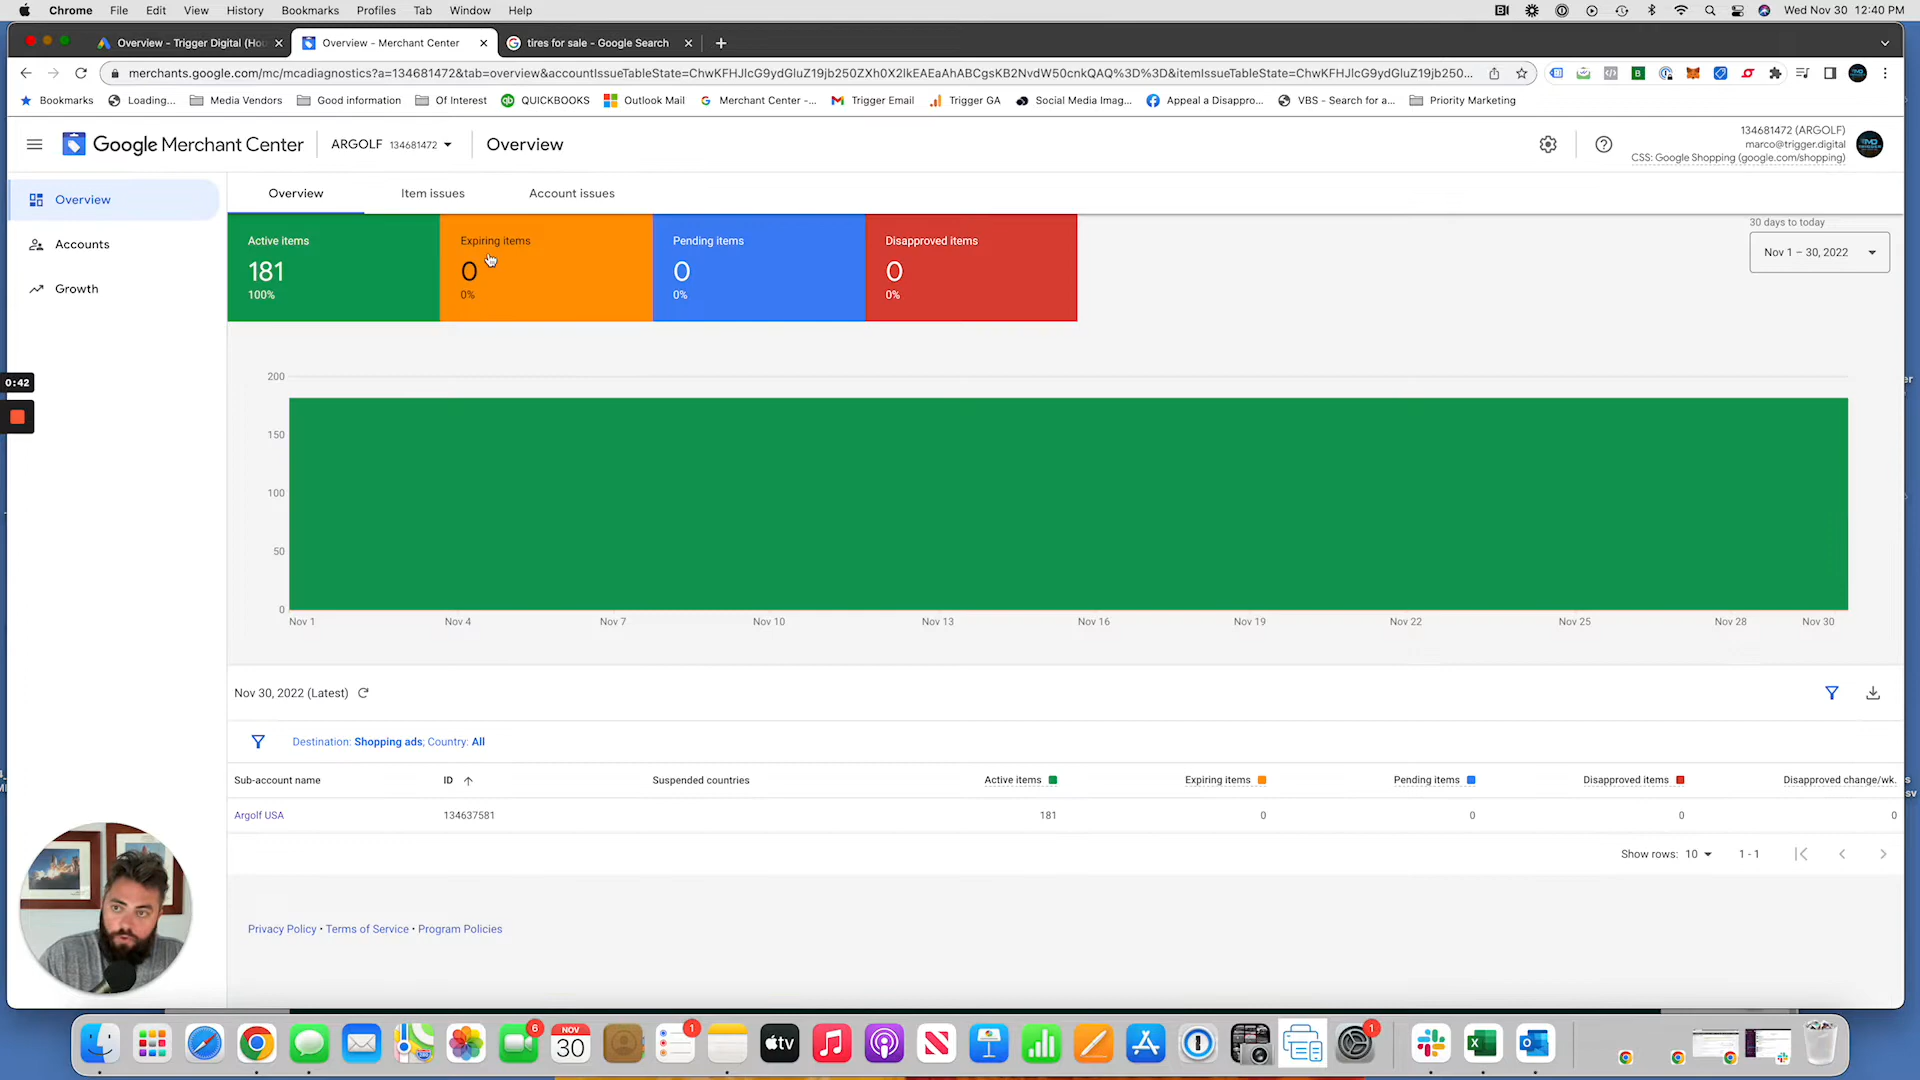 Chrome File Edit View History Bookmarks Profiles Tab Window Help Wed Nov 30 12:40 PM
Overview - Trigger Digital (Hou Overview - Merchant Center tires for sale - Google Search
merchants.google.com/mc/mcadiagnostics?a=134681472&tab=overview&accountIssueTableState=ChwKFHJlcG9ydGluZ19jb250ZXh0X2lkEAEaAhABCgsKB2NvdW50cnkQAQ%3D%3D&itemIssueTableState=ChwKFHJlcG9ydGluZ19jb250...
Bookmarks Loading... Media Vendors Good information Of Interest QUICKBOOKS Outlook Mail Merchant Center -... Trigger Email Trigger GA Social Media Imag... Appeal a Disappro... VBS - Search for a... Priority Marketing
Google Merchant Center ARGOLF 134681472 Overview
134681472 (ARGOLF)
marco@trigger.digital
CSS: Google Shopping (google.com/shopping)
Overview
Accounts
Growth
Overview Item issues Account issues
Active items
181
100%
Expiring items
0
0%
Pending items
0
0%
Disapproved items
0
0%
30 days to today
Nov 1 – 30, 2022
0:42
200
150
100
50
0
Nov 1 Nov 4 Nov 7 Nov 10 Nov 13 Nov 16 Nov 19 Nov 22 Nov 25 Nov 28 Nov 30
Nov 30, 2022 (Latest)
Destination: Shopping ads; Country: All
Sub-account name ID Suspended countries Active items Expiring items Pending items Disapproved items Disapproved change/wk.
Argolf USA 134637581 181 0 0 0 0
Show rows: 10 1 - 1
Privacy Policy • Terms of Service • Program Policies
6 NOV 30 1 tv 1